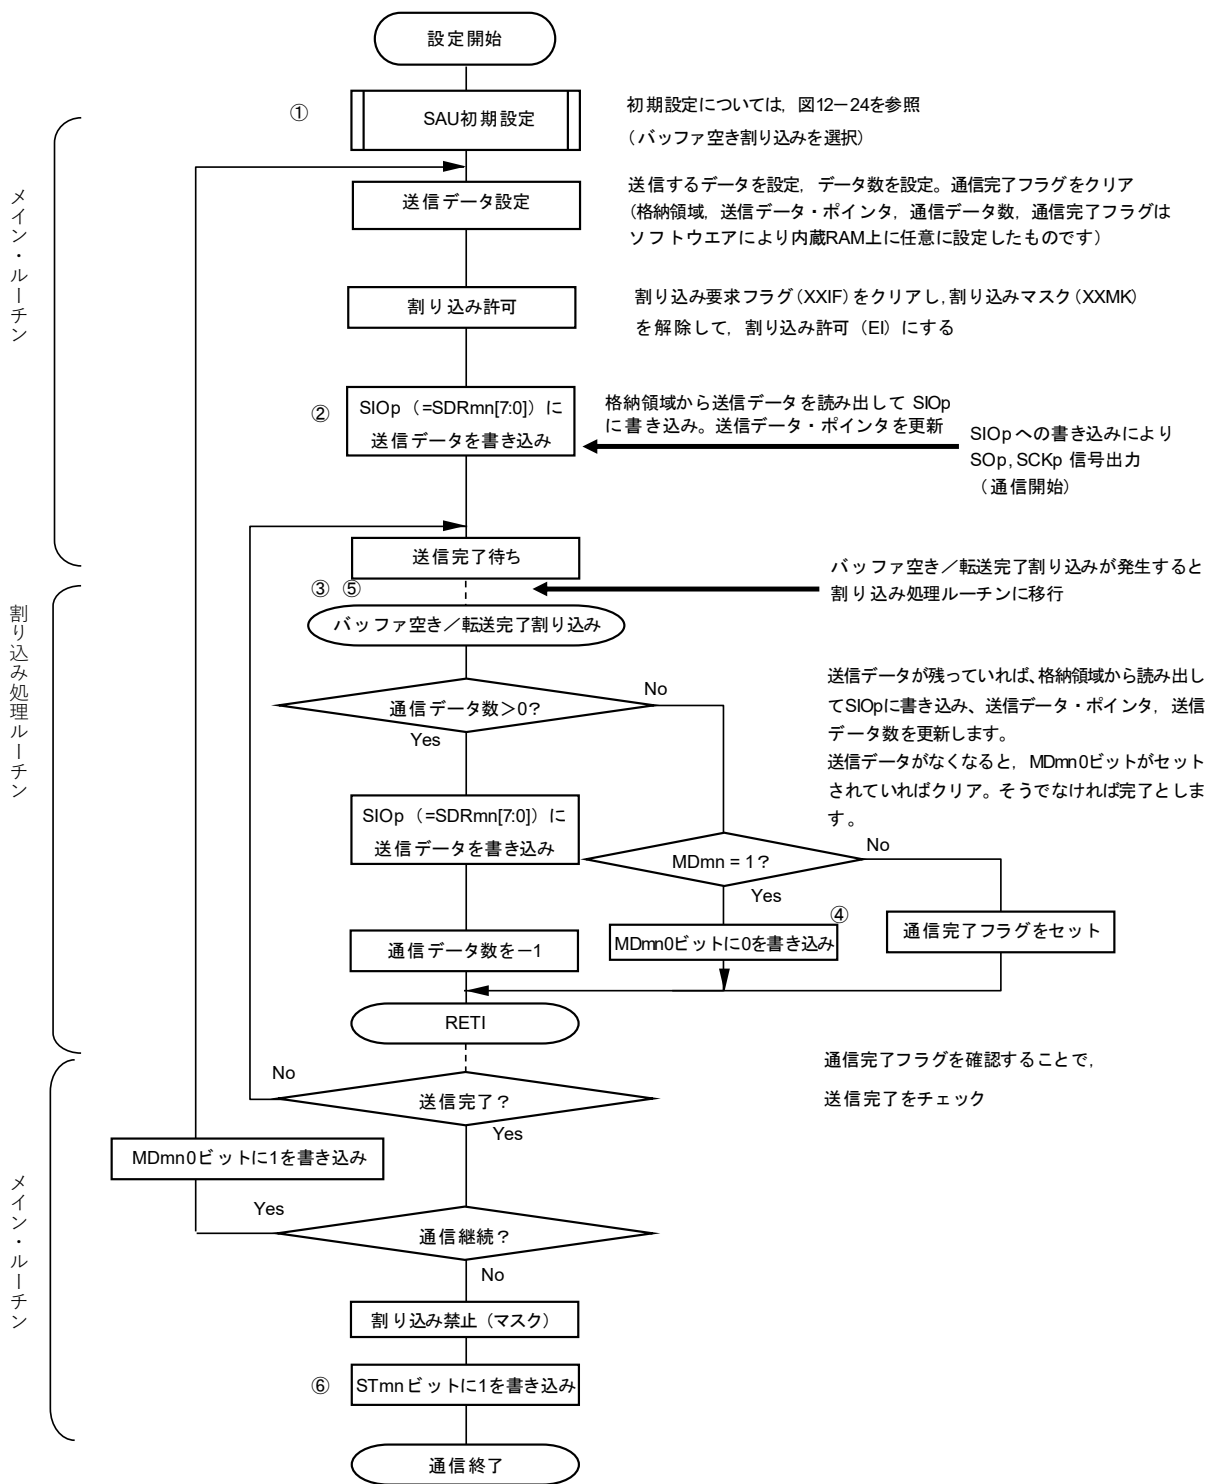 設定開始
①
SAU初期設定
初期設定については，図12－24を参照
（バッファ空き割り込みを選択）
メイン・ルーチン
送信データ設定
送信するデータを設定，データ数を設定。通信完了フラグをクリア
（格納領域，送信データ・ポインタ，通信データ数，通信完了フラグは
ソフトウエアにより内蔵RAM上に任意に設定したものです）
割り込み許可
割り込み要求フラグ（XXIF）をクリアし，割り込みマスク（XXMK）
を解除して，割り込み許可（EI）にする
②
SIOp（=SDRmn[7:0]）に
送信データを書き込み
格納領域から送信データを読み出して SIOp
に書き込み。送信データ・ポインタを更新
SIOp への書き込みにより
SOp, SCKp 信号出力
（通信開始）
送信完了待ち
③ ⑤
バッファ空き／転送完了割り込みが発生すると
割り込み処理ルーチンに移行
割り込み処理ルーチン
バッファ空き／転送完了割り込み
通信データ数＞0？
No
Yes
送信データが残っていれば、格納領域から読み出し
てSIOpに書き込み、送信データ・ポインタ，送信
データ数を更新します。
送信データがなくなると，MDmn0ビットがセット
されていればクリア。そうでなければ完了としま
す。
SIOp（=SDRmn[7:0]）に
送信データを書き込み
MDmn = 1？
No
Yes
④
通信データ数を－1
MDmn0ビットに0を書き込み
通信完了フラグをセット
RETI
メイン・ルーチン
通信完了フラグを確認することで，
送信完了をチェック
No
送信完了？
Yes
MDmn0ビットに1を書き込み
Yes
通信継続？
No
割り込み禁止（マスク）
⑥
STmnビットに1を書き込み
通信終了